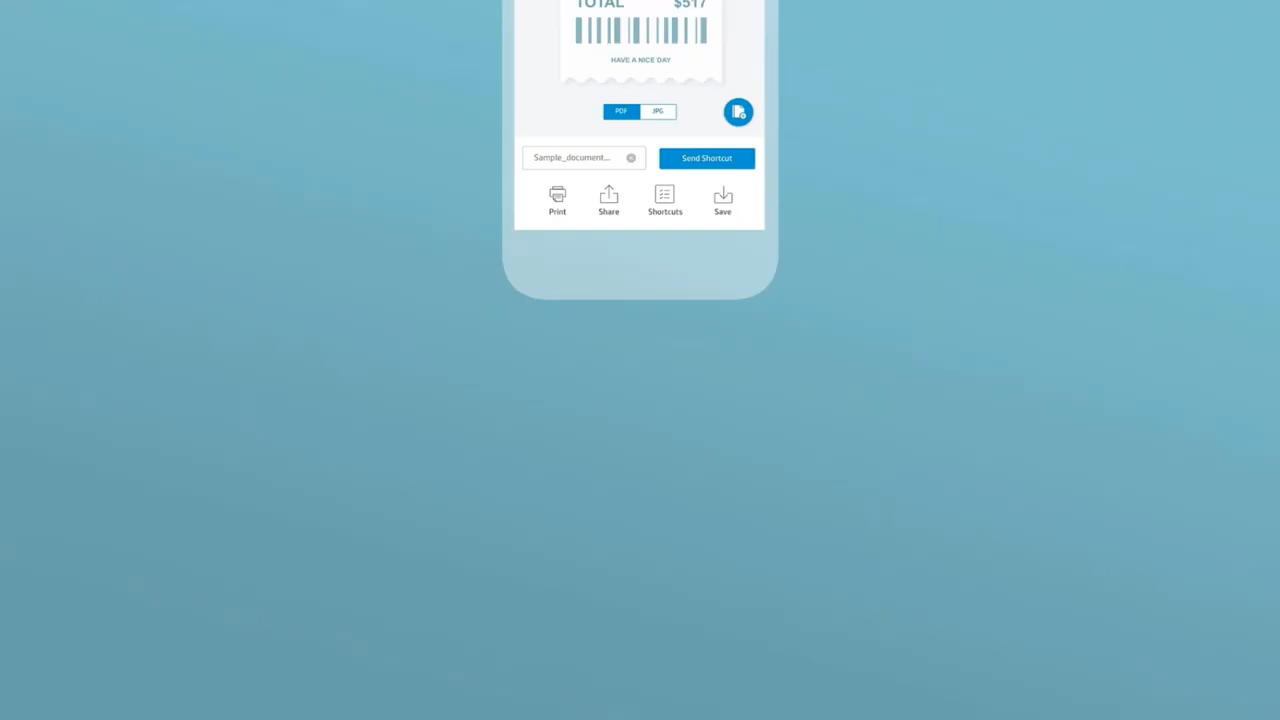 TOTAL $517
HAVE A NICE DAY
PDF JPG
Sample_document... Send Shortcut
Print Share Shortcuts Save